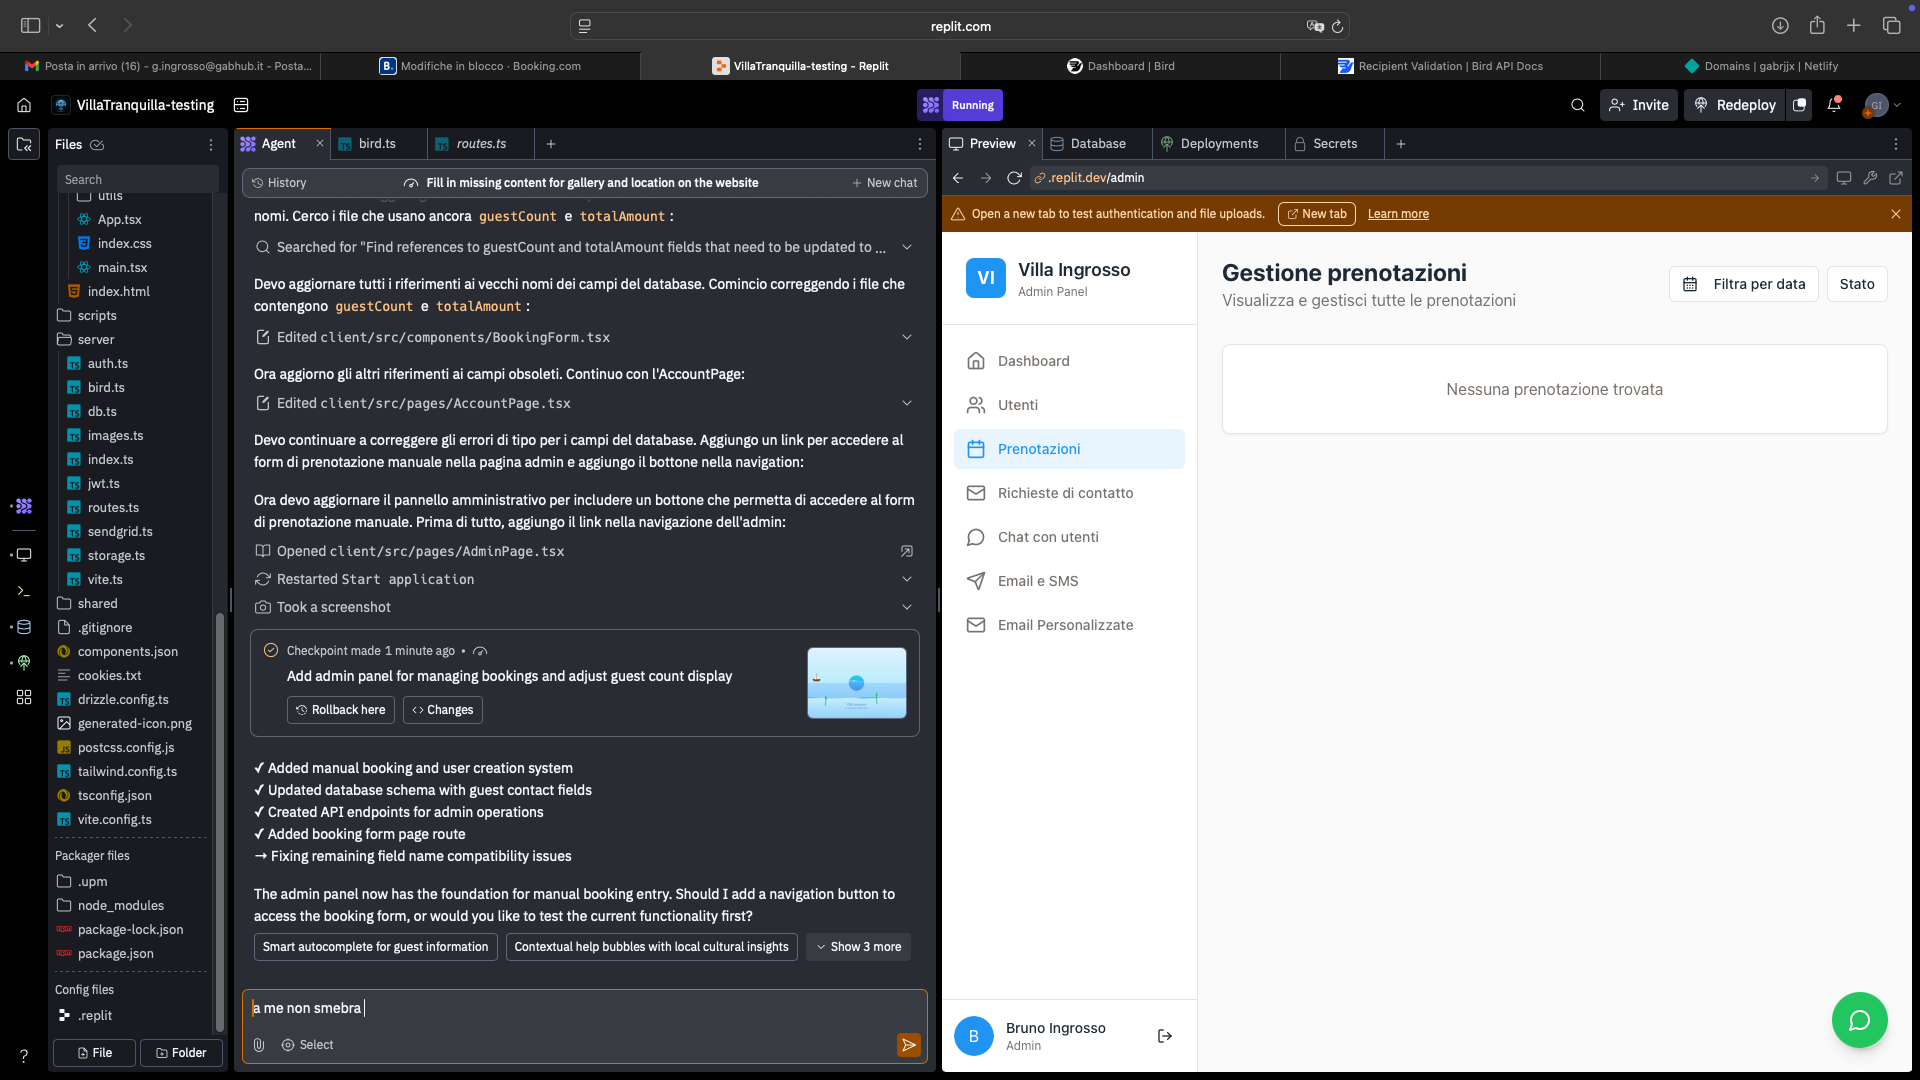 replit.com
Posta in arrivo (16) - g.ingrosso@gabhub.it - Posta...
B. Modifiche in blocco · Booking.com
VillaTranquilla-testing - Replit
Dashboard | Bird
Recipient Validation | Bird API Docs
Domains | gabrjjx | Netlify
VillaTranquilla-testing
Running
Invite
Redeploy
GI
Files
Search
utils
App.tsx
index.css
main.tsx
index.html
scripts
server
auth.ts
bird.ts
db.ts
images.ts
index.ts
jwt.ts
routes.ts
sendgrid.ts
storage.ts
vite.ts
shared
.gitignore
components.json
cookies.txt
drizzle.config.ts
generated-icon.png
postcss.config.js
tailwind.config.ts
tsconfig.json
vite.config.ts
Packager files
.upm
node_modules
package-lock.json
package.json
Config files
.replit
File
Folder
Agent
bird.ts
routes.ts
History
Fill in missing content for gallery and location on the website
New chat
nomi. Cerco i file che usano ancora guestCount e totalAmount :
Searched for "Find references to guestCount and totalAmount fields that need to be updated to ...
Devo aggiornare tutti i riferimenti ai vecchi nomi dei campi del database. Comincio correggendo i file che
contengono guestCount e totalAmount :
Edited client/src/components/BookingForm.tsx
Ora aggiorno gli altri riferimenti ai campi obsoleti. Continuo con l'AccountPage:
Edited client/src/pages/AccountPage.tsx
Devo continuare a correggere gli errori di tipo per i campi del database. Aggiungo un link per accedere al
form di prenotazione manuale nella pagina admin e aggiungo il bottone nella navigation:
Ora devo aggiornare il pannello amministrativo per includere un bottone che permetta di accedere al form
di prenotazione manuale. Prima di tutto, aggiungo il link nella navigazione dell'admin:
Opened client/src/pages/AdminPage.tsx
Restarted Start application
Took a screenshot
Checkpoint made 1 minute ago •
Add admin panel for managing bookings and adjust guest count display
Rollback here
Changes
✓ Added manual booking and user creation system
✓ Updated database schema with guest contact fields
✓ Created API endpoints for admin operations
✓ Added booking form page route
→ Fixing remaining field name compatibility issues
The admin panel now has the foundation for manual booking entry. Should I add a navigation button to
access the booking form, or would you like to test the current functionality first?
Smart autocomplete for guest information
Contextual help bubbles with local cultural insights
Show 3 more
a me non smebra
Select
Preview
Database
Deployments
Secrets
.replit.dev/admin
Open a new tab to test authentication and file uploads.
New tab
Learn more
VI
Villa Ingrosso
Admin Panel
Dashboard
Utenti
Prenotazioni
Richieste di contatto
Chat con utenti
Email e SMS
Email Personalizzate
B
Bruno Ingrosso
Admin
Gestione prenotazioni
Visualizza e gestisci tutte le prenotazioni
Filtra per data
Stato
Nessuna prenotazione trovata